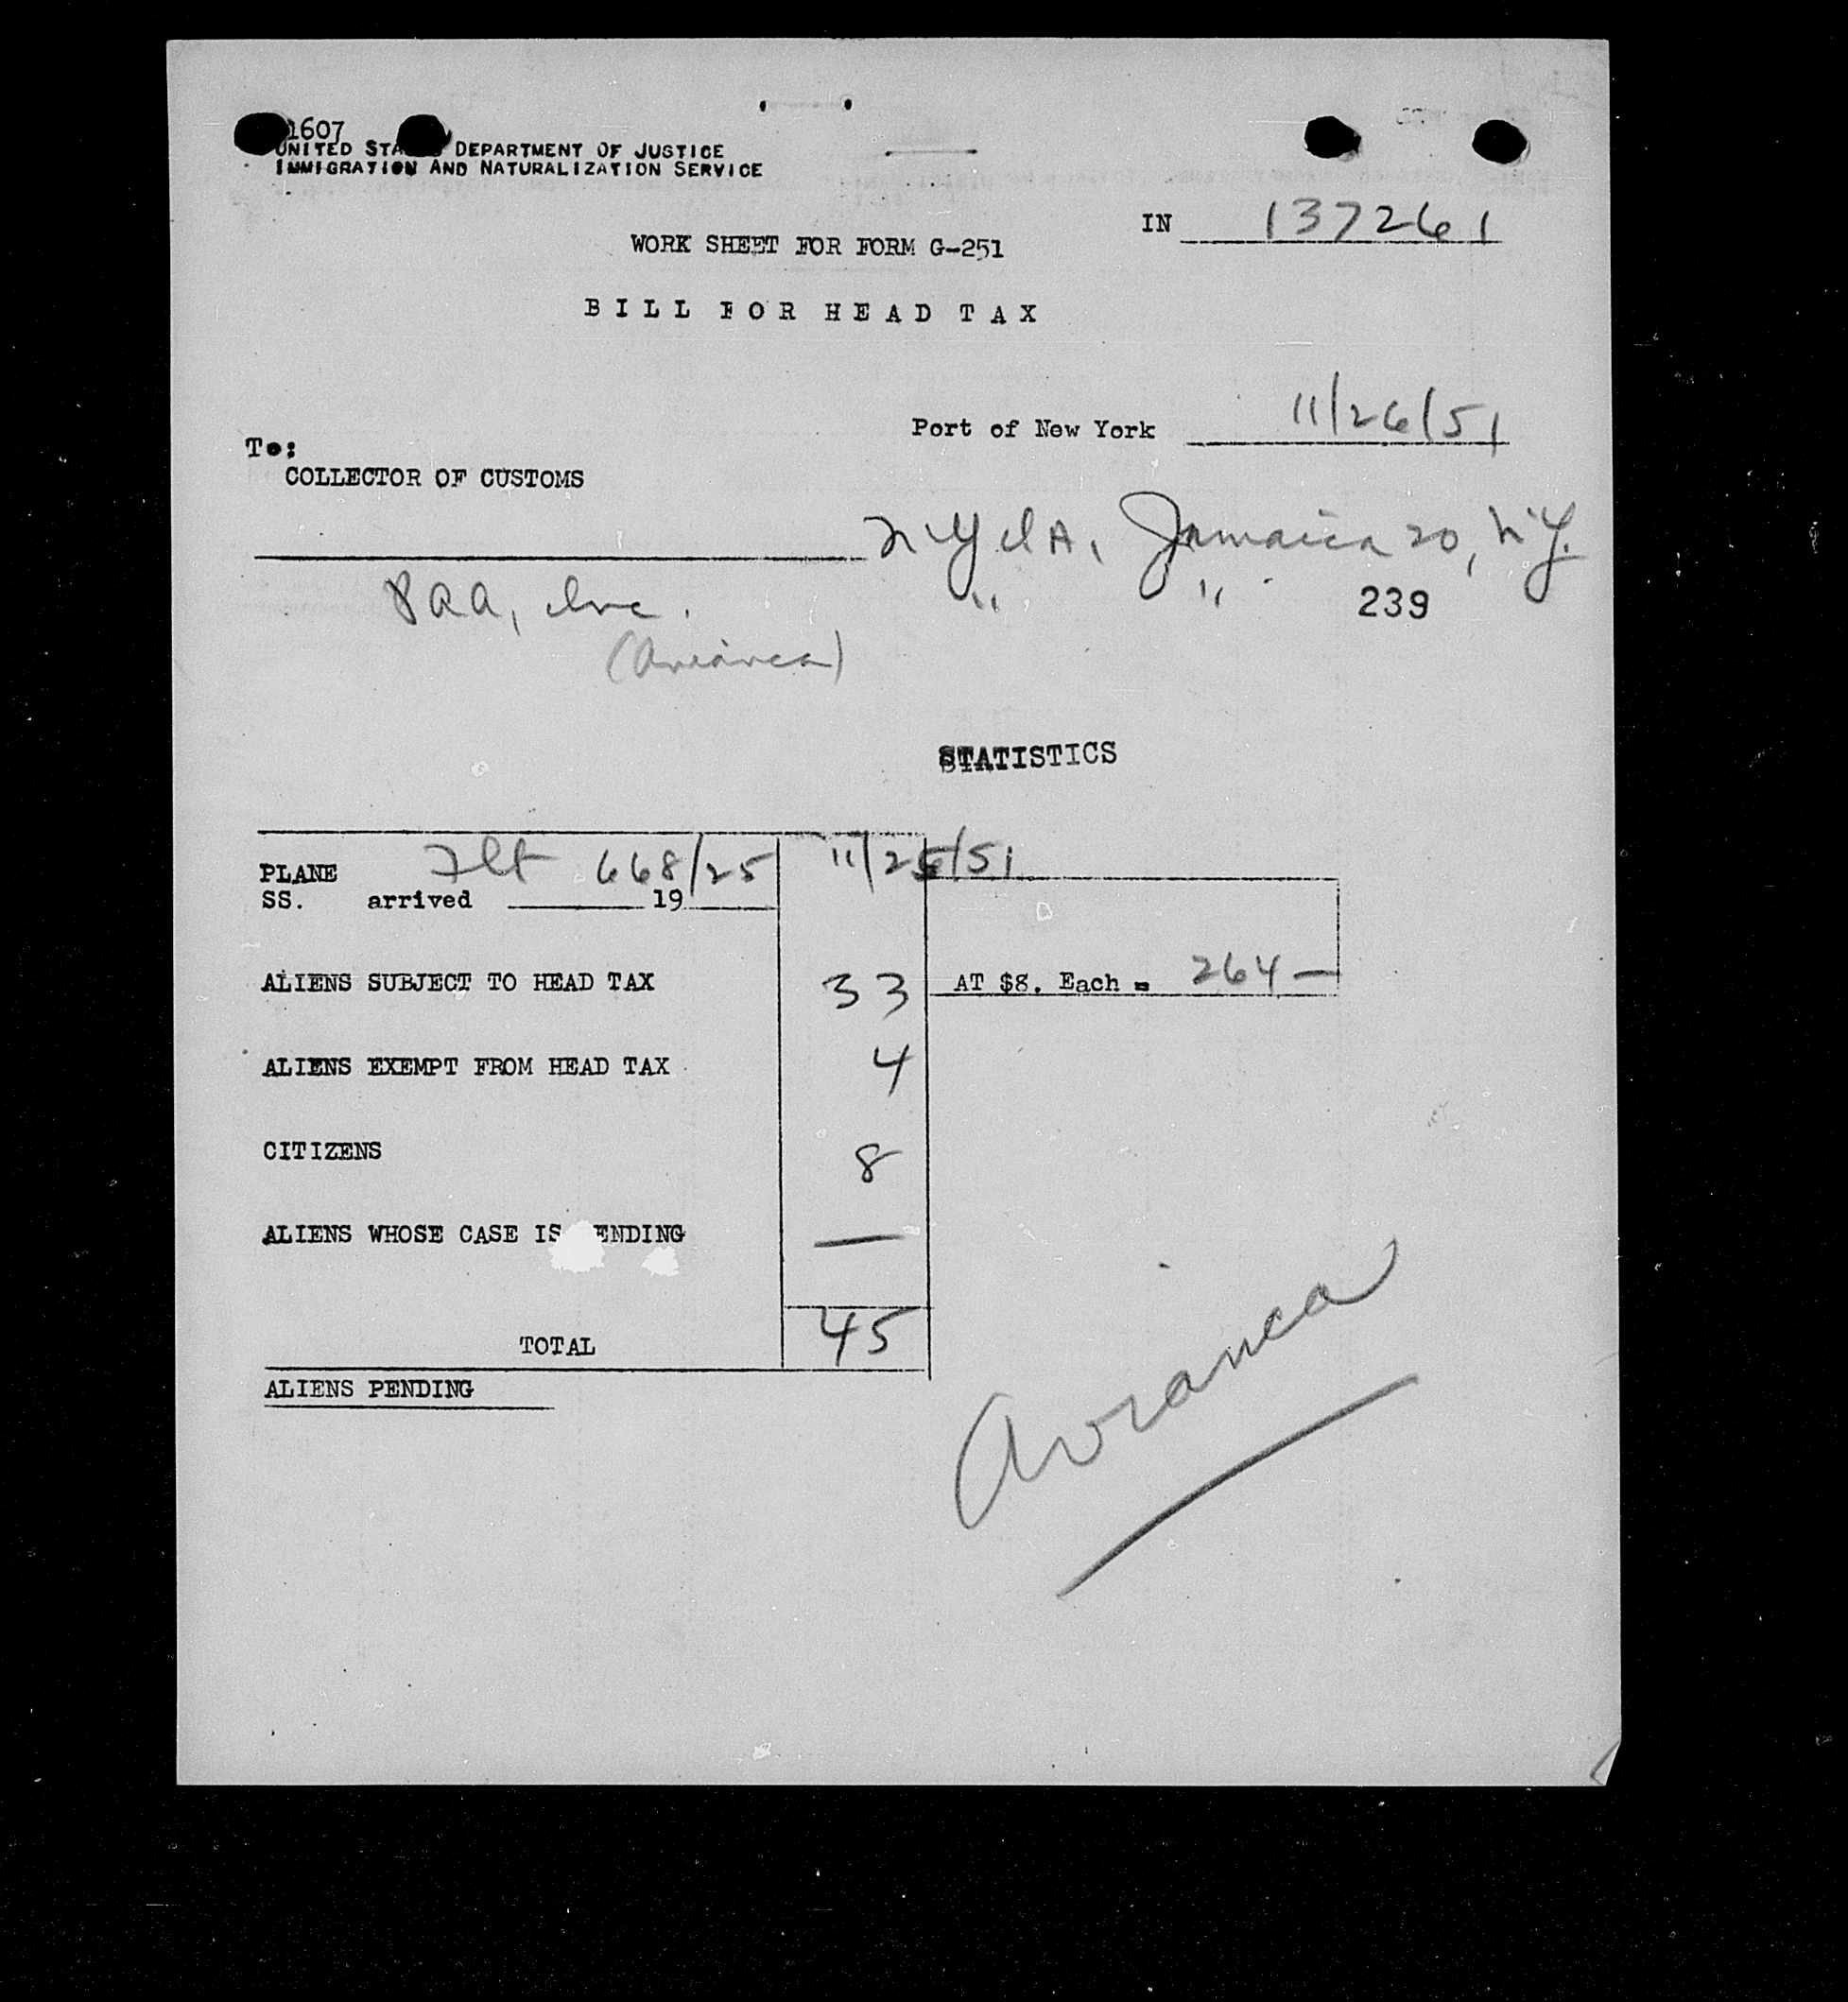 1607
UNITED STA DEPARTMENT OF JUSTICE
IMMIGRATION AND NATURALIZATION SERVICE
IN 137261
WORK SHEET FOR FORM G-251
BILL FOR HEAD TAX
Port of New York 11/26/51
To:
COLLECTOR OF CUSTOMS
N.Y.I.A., Jamaica 20, N.Y.
PAA, Inc. " " 239
(Avianca)
STATISTICS
PLANE Flt 668/25 11/25/51
SS. arrived 19
ALIENS SUBJECT TO HEAD TAX 33 AT $8. Each = 264 —
ALIENS EXEMPT FROM HEAD TAX 4
CITIZENS 8
ALIENS WHOSE CASE IS ENDING —
TOTAL 45
ALIENS PENDING
Avianca